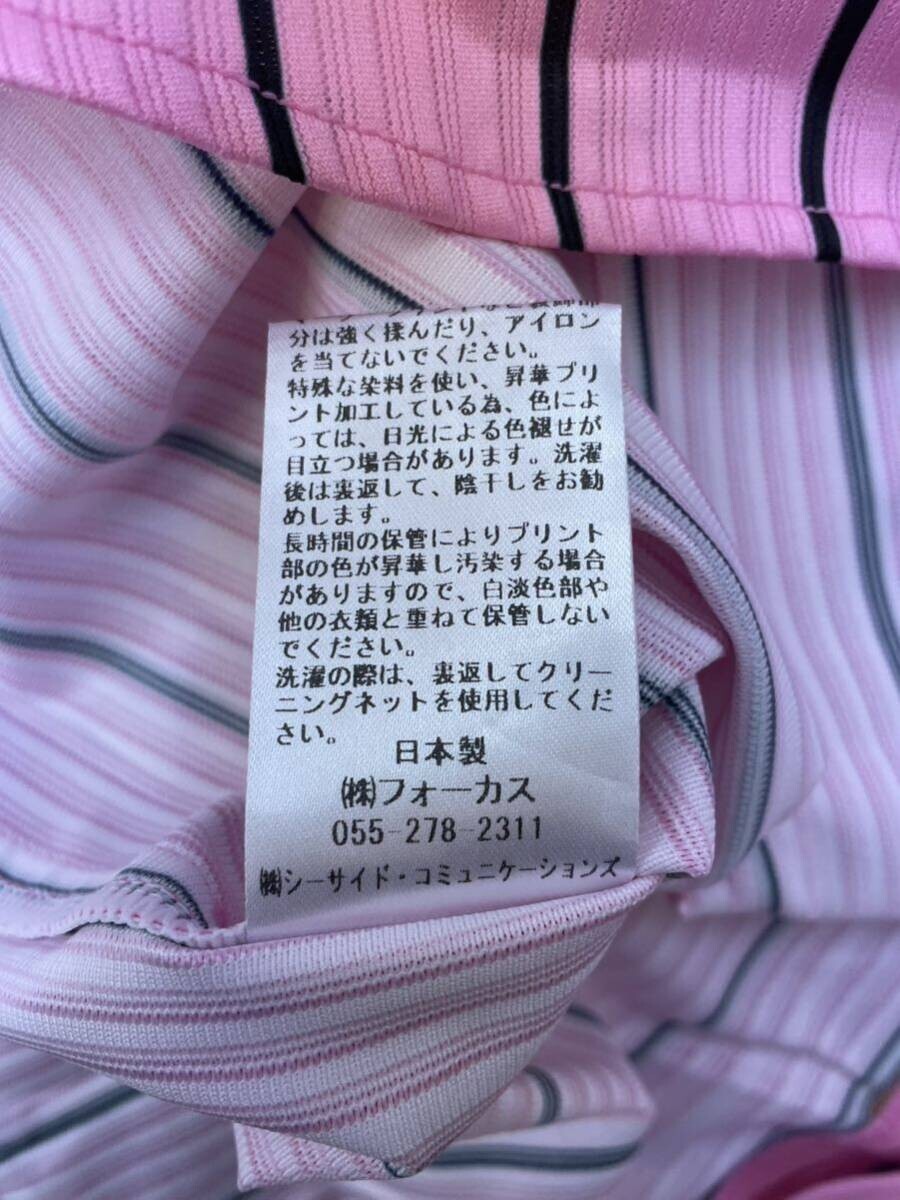 分は強く揉んだり、アイロン
を当てないでください。
特殊な染料を使い、昇華プリ
ント加工している為、色によ
っては、日光による色褪せが
目立つ場合があります。洗濯
後は裏返して、陰干しをお勧
めします。
長時間の保管によりプリント
部の色が昇華し汚染する場合
がありますので、白淡色部や
他の衣類と重ねて保管しない
でください。
洗濯の際は、裏返してクリー
ニングネットを使用してくだ
さい。
日本製
㈱フォーカス
055-278-2311
㈱シーサイド・コミュニケーションズ